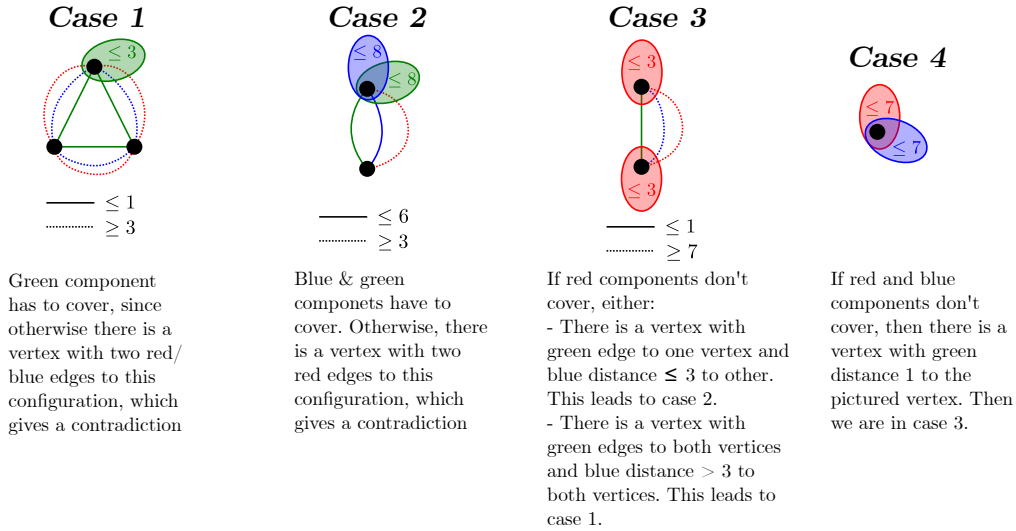 Case 1
≤ 3
≤ 1
≥ 3
Green component
has to cover, since
otherwise there is a
vertex with two red/
blue edges to this
configuration, which
gives a contradiction
Case 2
≤ 8
≤ 8
≤ 6
≥ 3
Blue & green
componets have to
cover. Otherwise, there
is a vertex with two
red edges to this
configuration, which
gives a contradiction
Case 3
≤ 3
≤ 3
≤ 1
≥ 7
If red components don't
cover, either:
- There is a vertex with
green edge to one vertex and
blue distance ≤ 3 to other.
This leads to case 2.
- There is a vertex with
green edges to both vertices
and blue distance > 3 to
both vertices. This leads to
case 1.
Case 4
≤ 7
≤ 7
If red and blue
components don't
cover, then there is a
vertex with green
distance 1 to the
pictured vertex. Then
we are in case 3.